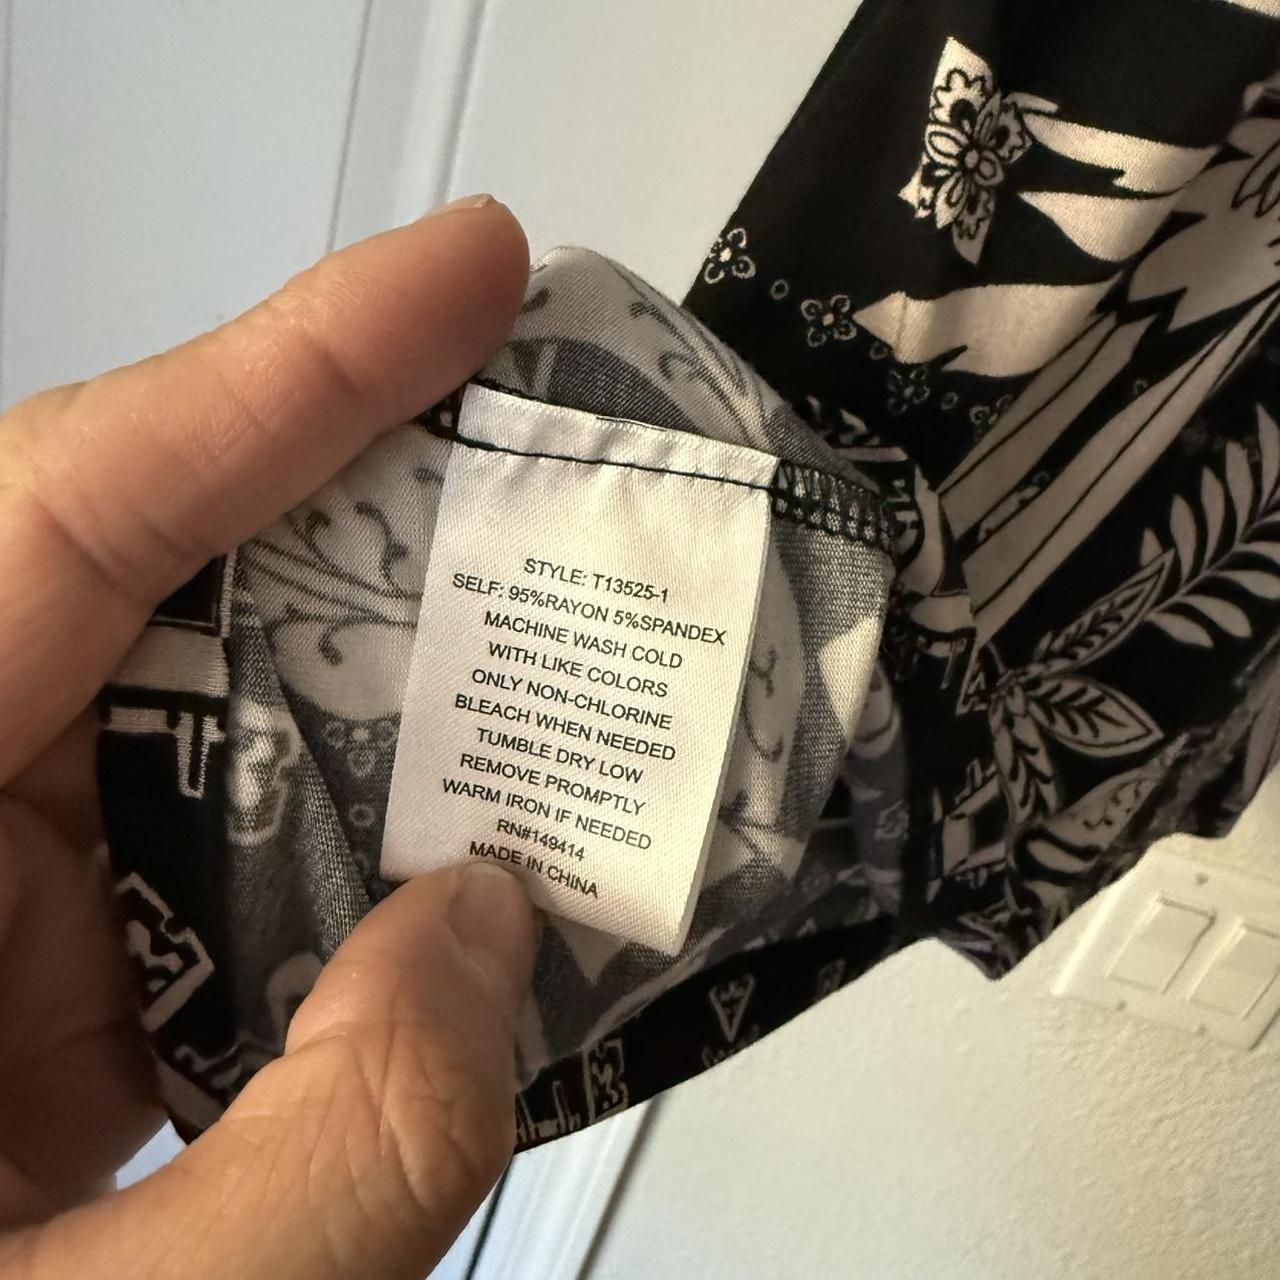 STYLE: T13525-1
SELF: 95%RAYON 5%SPANDEX
MACHINE WASH COLD
WITH LIKE COLORS
ONLY NON-CHLORINE
BLEACH WHEN NEEDED
TUMBLE DRY LOW
REMOVE PROMPTLY
WARM IRON IF NEEDED
RN#149414
MADE IN CHINA